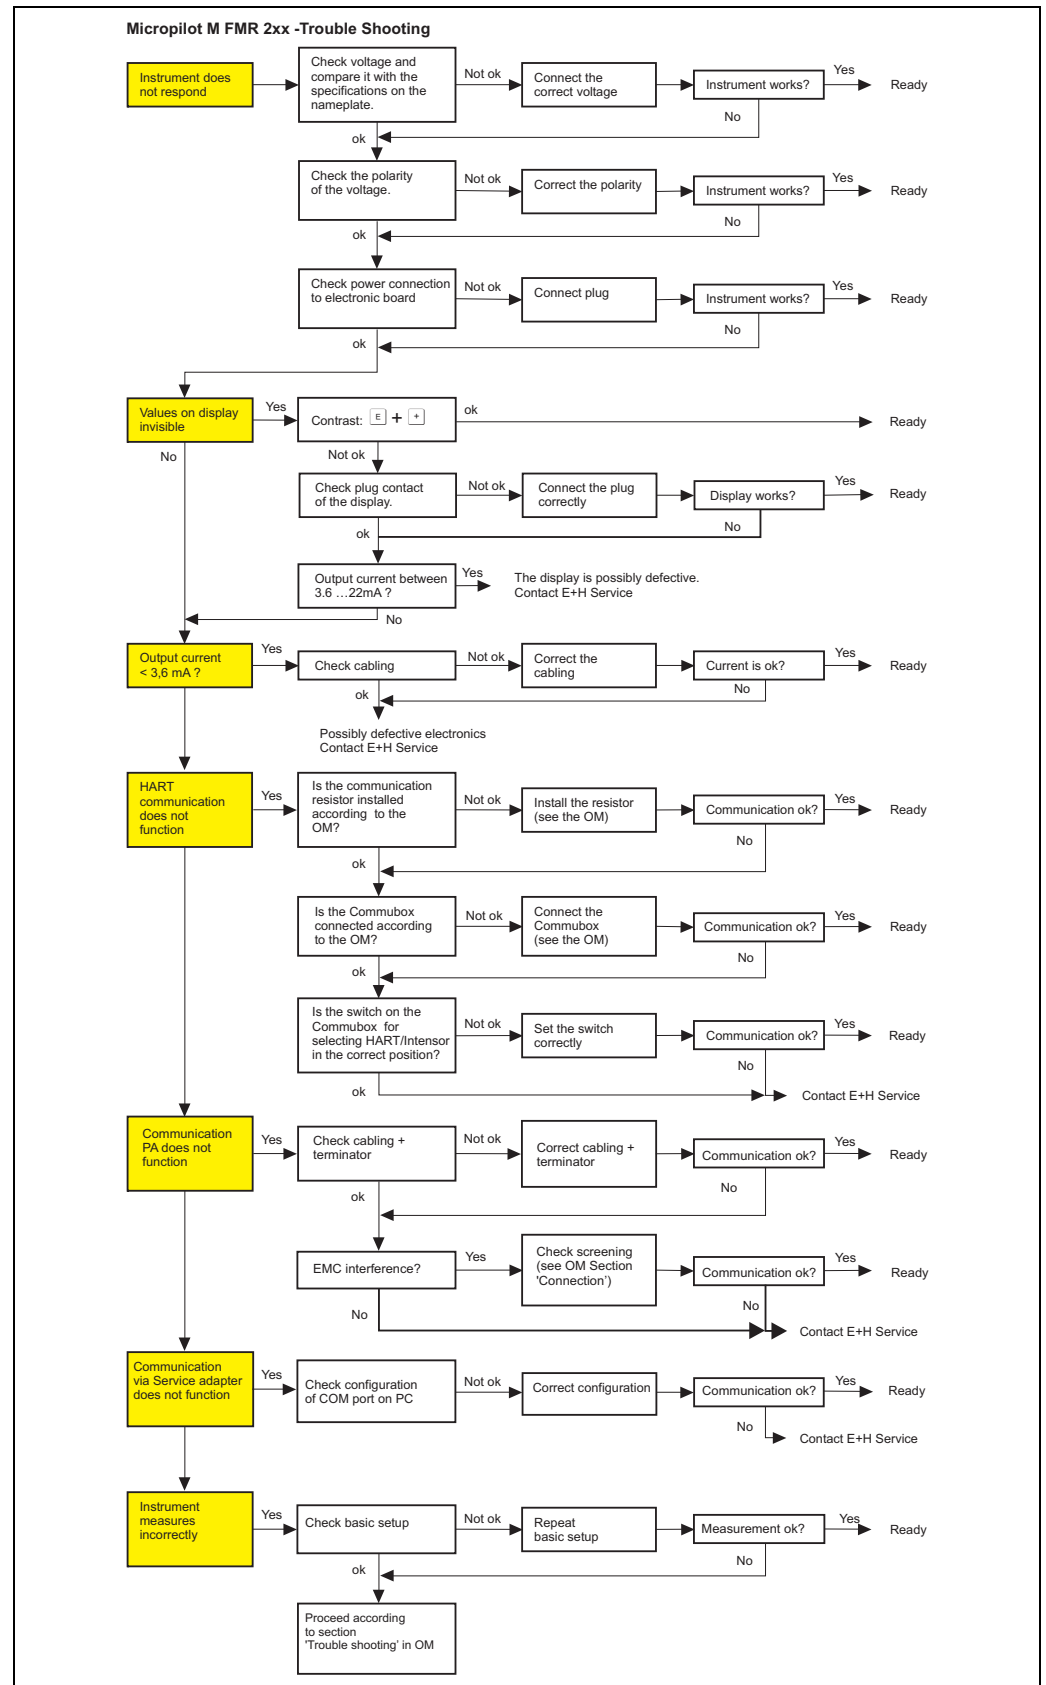 Micropilot M FMR 2xx -Trouble Shooting
Instrument does
not respond
Check voltage and
compare it with the
specifications on the
nameplate.
Not ok
Connect the
correct voltage
Instrument works?
Yes
Ready
No
ok
Check the polarity
of the voltage.
Not ok
Correct the polarity
Instrument works?
Yes
Ready
No
ok
Check power connection
to electronic board
Not ok
Connect plug
Instrument works?
Yes
Ready
No
ok
Values on display
invisible
Yes
Contrast: E + +
ok
Ready
No
Not ok
Check plug contact
of the display.
Not ok
Connect the plug
correctly
Display works?
Yes
Ready
No
ok
Output current between
3.6 ...22mA ?
Yes
The display is possibly defective.
Contact E+H Service
No
Output current
< 3,6 mA ?
Yes
Check cabling
Not ok
Correct the
cabling
Current is ok?
Yes
Ready
No
ok
Possibly defective electronics
Contact E+H Service
HART
communication
does not
function
Yes
Is the communication
resistor installed
according to the
OM?
Not ok
Install the resistor
(see the OM)
Communication ok?
Yes
Ready
No
ok
Is the Commubox
connected according
to the OM?
Not ok
Connect the
Commubox
(see the OM)
Communication ok?
Yes
Ready
No
ok
Is the switch on the
Commubox for
selecting HART/Intensor
in the correct position?
Not ok
Set the switch
correctly
Communication ok?
Yes
Ready
No
ok
Contact E+H Service
Communication
PA does not
function
Yes
Check cabling +
terminator
Not ok
Correct cabling +
terminator
Communication ok?
Yes
Ready
No
ok
EMC interference?
Yes
Check screening
(see OM Section
'Connection')
Communication ok?
Yes
Ready
No
No
Contact E+H Service
Communication
via Service adapter
does not function
Yes
Check configuration
of COM port on PC
Not ok
Correct configuration
Communication ok?
Yes
Ready
No
Contact E+H Service
Instrument
measures
incorrectly
Yes
Check basic setup
Not ok
Repeat
basic setup
Measurement ok?
Yes
Ready
No
ok
Proceed according
to section
'Trouble shooting' in OM